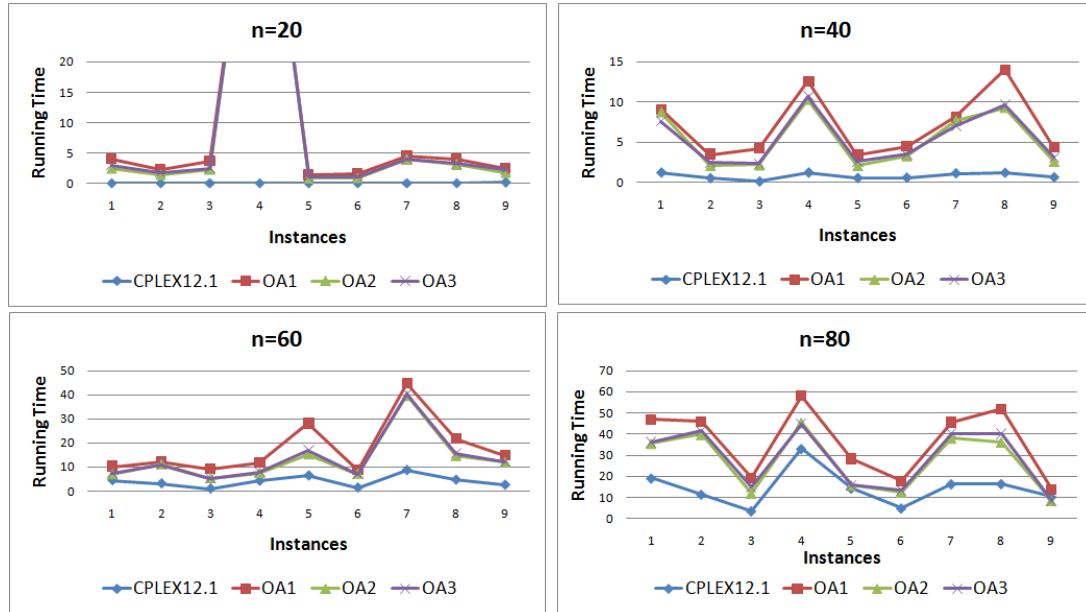 n=20
Running Time
20
15
10
5
0
1 2 3 4 5 6 7 8 9
Instances
CPLEX12.1 OA1 OA2 OA3
n=40
Running Time
15
10
5
0
1 2 3 4 5 6 7 8 9
Instances
CPLEX12.1 OA1 OA2 OA3
n=60
Running Time
50
40
30
20
10
0
1 2 3 4 5 6 7 8 9
Instances
CPLEX12.1 OA1 OA2 OA3
n=80
Running Time
70
60
50
40
30
20
10
0
1 2 3 4 5 6 7 8 9
Instances
CPLEX12.1 OA1 OA2 OA3